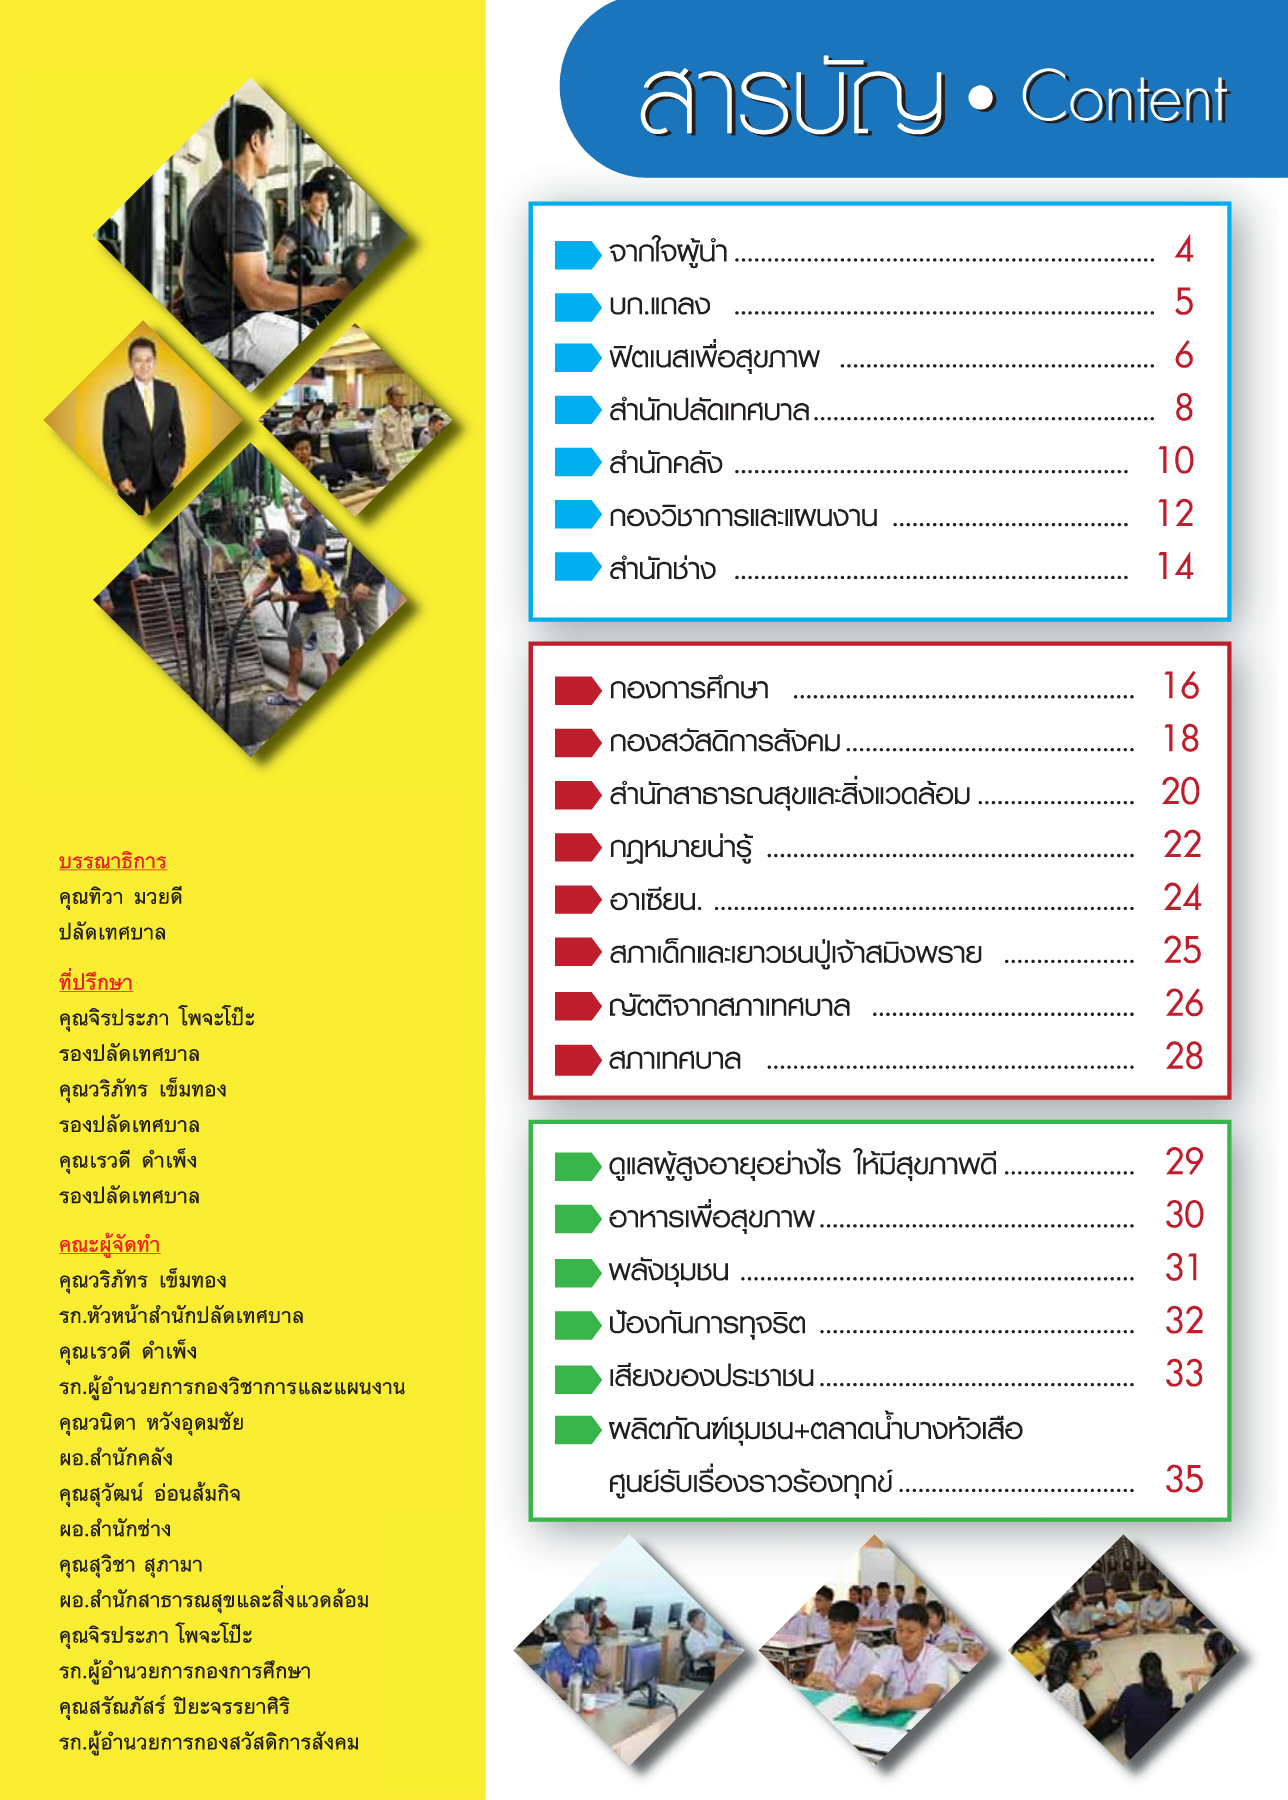 สารบัญ • Content
จากใจผู้นำ ................................................................ 4
บก.แถลง ................................................................ 5
ฟิตเนสเพื่อสุขภาพ ................................................ 6
สำนักปลัดเทศบาล.................................................... 8
สำนักคลัง ............................................................ 10
กองวิชาการและแผนงาน .................................... 12
สำนักช่าง ............................................................ 14
กองการศึกษา .................................................... 16
กองสวัสดิการสังคม............................................ 18
สำนักสาธารณสุขและสิ่งแวดล้อม ........................ 20
กฎหมายน่ารู้ ........................................................ 22
อาเซียน. ................................................................ 24
สภาเด็กและเยาวชนปู่เจ้าสมิงพราย .................... 25
ญัตติจากสภาเทศบาล ........................................ 26
สภาเทศบาล ........................................................ 28
ดูแลผู้สูงอายุอย่างไร ให้มีสุขภาพดี .................... 29
อาหารเพื่อสุขภาพ................................................ 30
พลังชุมชน ............................................................ 31
ป้องกันการทุจริต ................................................ 32
เสียงของประชาชน................................................ 33
ผลิตภัณฑ์ชุมชน+ตลาดน้ำบางหัวเสือ
ศูนย์รับเรื่องราวร้องทุกข์.................................... 35
บรรณาธิการ
คุณทิวา มวยดี
ปลัดเทศบาล
ที่ปรึกษา
คุณจิรประภา โพจะโป๊ะ
รองปลัดเทศบาล
คุณวริภัทร เข็มทอง
รองปลัดเทศบาล
คุณเรวดี ดำเพ็ง
รองปลัดเทศบาล
คณะผู้จัดทำ
คุณวริภัทร เข็มทอง
รก.หัวหน้าสำนักปลัดเทศบาล
คุณเรวดี ดำเพ็ง
รก.ผู้อำนวยการกองวิชาการและแผนงาน
คุณวนิดา หวังอุดมชัย
ผอ.สำนักคลัง
คุณสุวัฒน์ อ่อนส้มกิจ
ผอ.สำนักช่าง
คุณสุวิชา สุภามา
ผอ.สำนักสาธารณสุขและสิ่งแวดล้อม
คุณจิรประภา โพจะโป๊ะ
รก.ผู้อำนวยการกองการศึกษา
คุณสรัณภัสร์ ปิยะจรรยาศิริ
รก.ผู้อำนวยการกองสวัสดิการสังคม